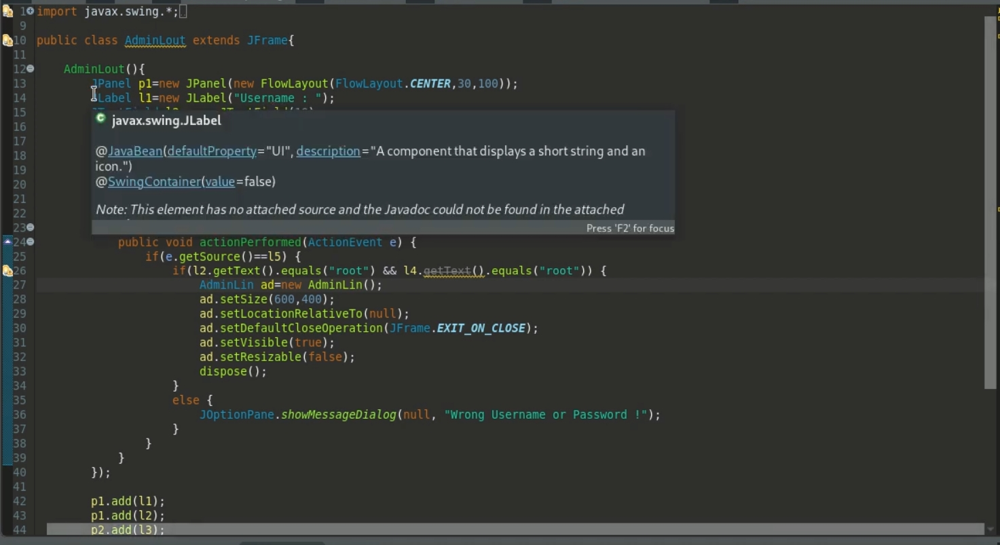 1 import javax.swing.*;
9
10 public class AdminLout extends JFrame{
11
12 AdminLout(){
13 JPanel p1=new JPanel(new FlowLayout(FlowLayout.CENTER,30,100));
14 JLabel l1=new JLabel("Username : ");
15
16 javax.swing.JLabel
17
18 @JavaBean(defaultProperty="UI", description="A component that displays a short string and an
19 icon.")
20 @SwingContainer(value=false)
21
22 Note: This element has no attached source and the Javadoc could not be found in the attached
23 Press 'F2' for focus
24 public void actionPerformed(ActionEvent e) {
25 if(e.getSource()==l5) {
26 if(l2.getText().equals("root") && l4.getText().equals("root")) {
27 AdminLin ad=new AdminLin();
28 ad.setSize(600,400);
29 ad.setLocationRelativeTo(null);
30 ad.setDefaultCloseOperation(JFrame.EXIT_ON_CLOSE);
31 ad.setVisible(true);
32 ad.setResizable(false);
33 dispose();
34 }
35 else {
36 JOptionPane.showMessageDialog(null, "Wrong Username or Password !");
37 }
38 }
39 }
40 });
41
42 p1.add(l1);
43 p1.add(l2);
44 p2.add(l3);